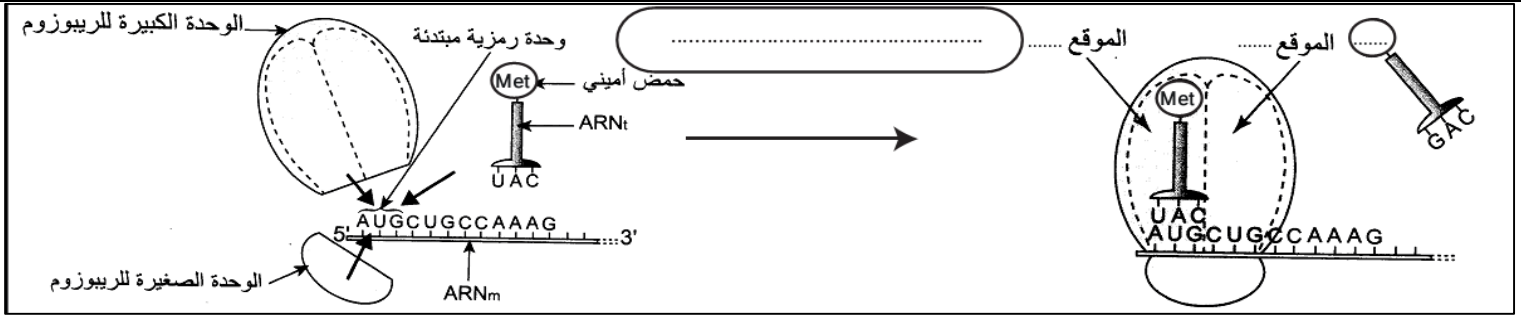 الوحدة الكبيرة للريبوزوم
وحدة رمزية مبتدئة
Met
حمض أميني
ARNt
UAC
AUGCUGCCAAAG
5'
3'
ARNm
الوحدة الصغيرة للريبوزوم
................................................
الموقع ......
الموقع ......
......
Met
GAC
UAC
AUGCUGCCAAAG